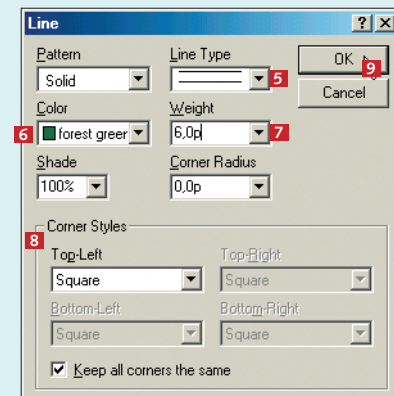 Line
Pattern Line Type
Solid 5
OK 9
Cancel
Color Weight
6 forest greer 6,0p 7
Shade Corner Radius
100% 0,0p
Corner Styles
8
Top-Left Top-Right
Square Square
Bottom-Left Bottom-Right
Square Square
Keep all corners the same